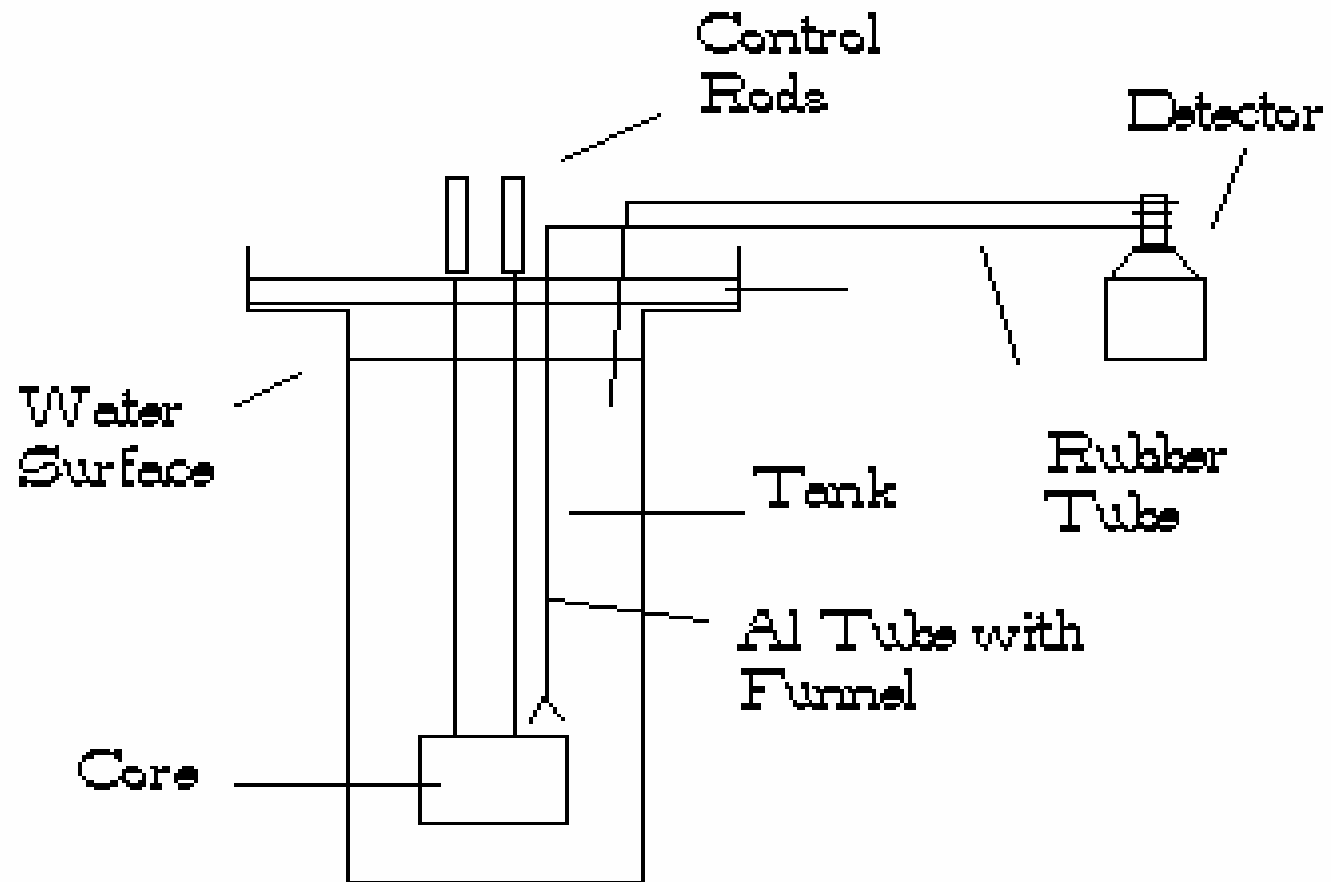 Control
Rods
Detector
Water
Surface
Rubber
Tube
Tank
Al Tube with
Funnel
Core